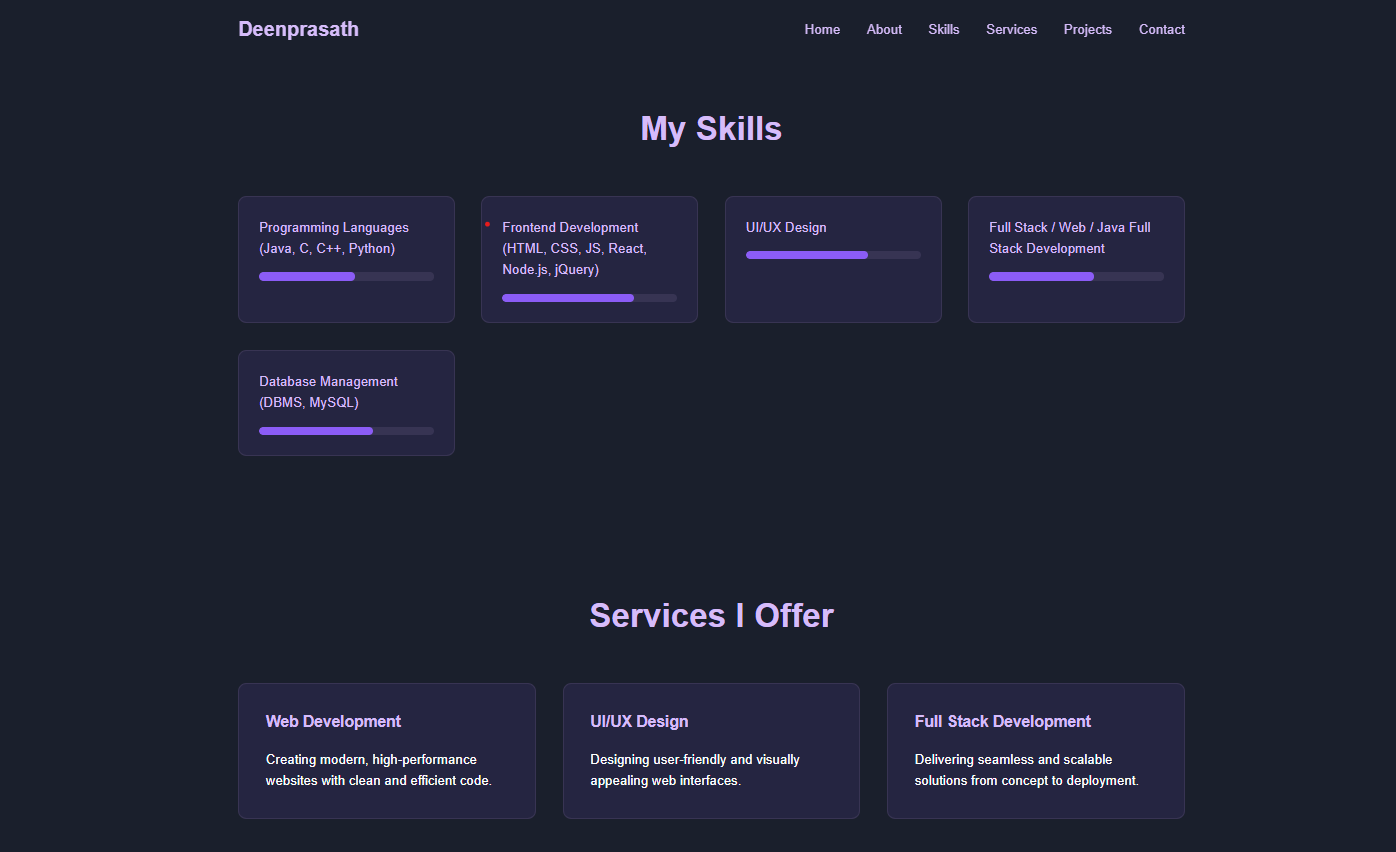 Deenprasath
Home About Skills Services Projects Contact
My Skills
Programming Languages
(Java, C, C++, Python)
Frontend Development
(HTML, CSS, JS, React,
Node.js, jQuery)
UI/UX Design
Full Stack / Web / Java Full
Stack Development
Database Management
(DBMS, MySQL)
Services I Offer
Web Development
Creating modern, high-performance
websites with clean and efficient code.
UI/UX Design
Designing user-friendly and visually
appealing web interfaces.
Full Stack Development
Delivering seamless and scalable
solutions from concept to deployment.